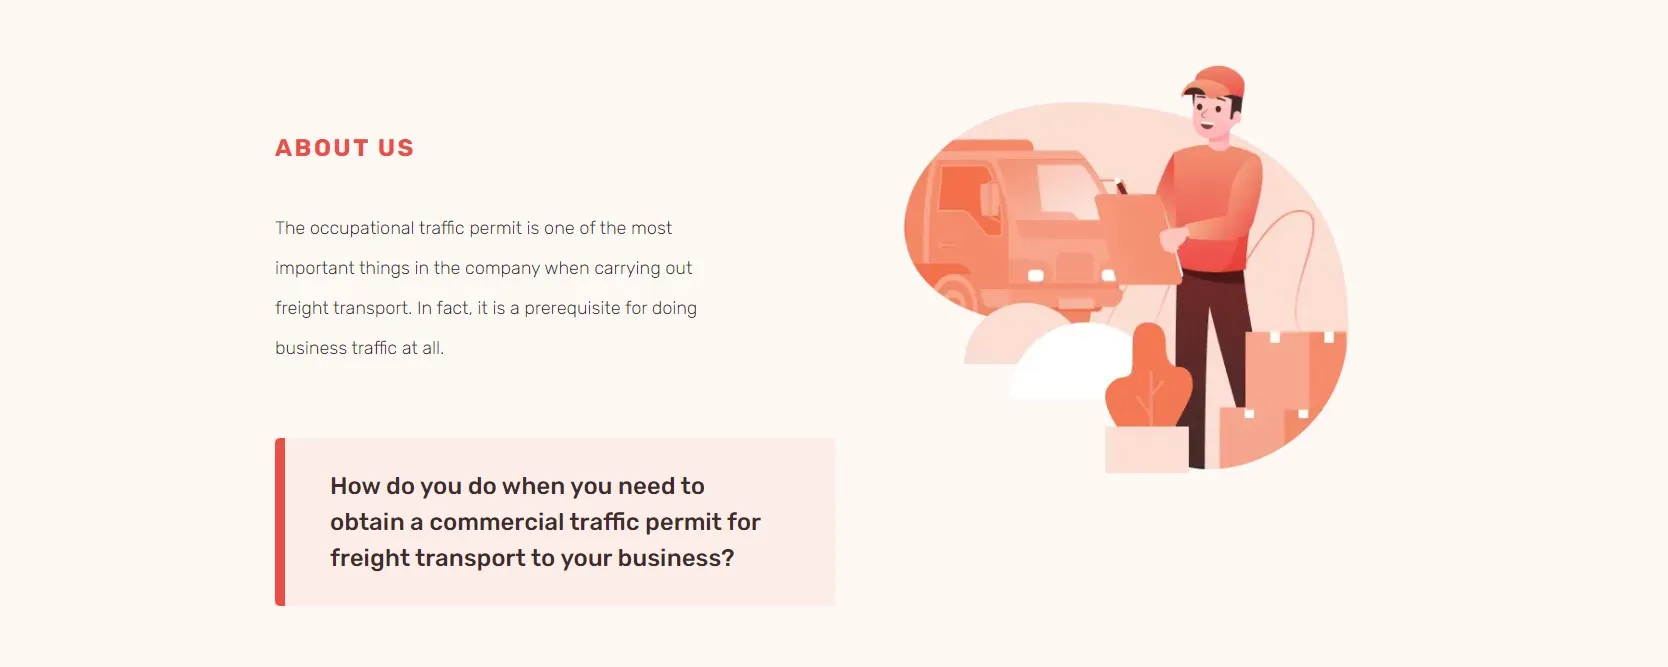 ABOUT US
The occupational traffic permit is one of the most
important things in the company when carrying out
freight transport. In fact, it is a prerequisite for doing
business traffic at all.
How do you do when you need to
obtain a commercial traffic permit for
freight transport to your business?